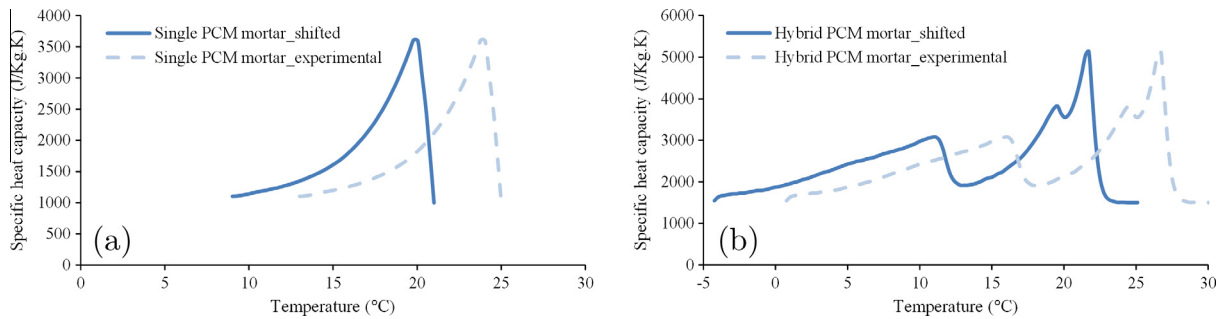 4000
3500
3000
2500
2000
1500
1000
500
0
Specific heat capacity (J/Kg.K)
Single PCM mortar_shifted
Single PCM mortar_experimental
(a)
0 5 10 15 20 25 30
Temperature (°C)
6000
5000
4000
3000
2000
1000
0
Specific heat capacity (J/Kg.K)
Hybrid PCM mortar_shifted
Hybrid PCM mortar_experimental
(b)
-5 0 5 10 15 20 25 30
Temperature (°C)